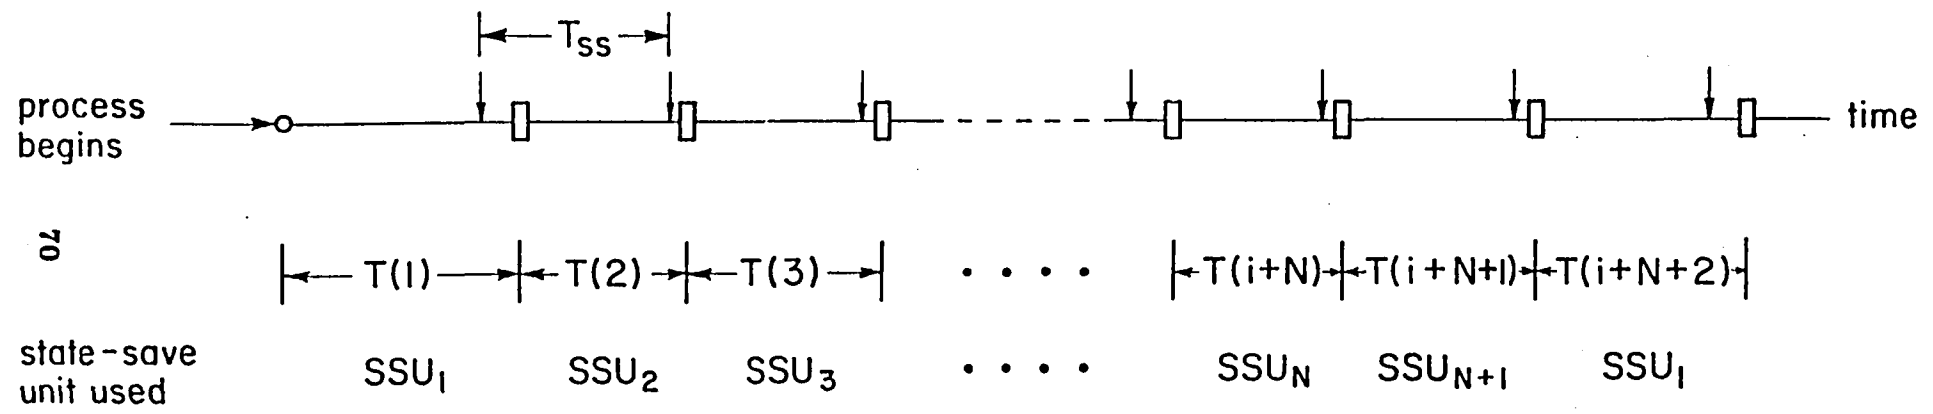 T_SS
process begins
time
70
T(1) T(2) T(3) . . . . T(i+N) T(i+N+1) T(i+N+2)
state-save unit used
SSU_1 SSU_2 SSU_3 . . . . SSU_N SSU_N+1 SSU_1